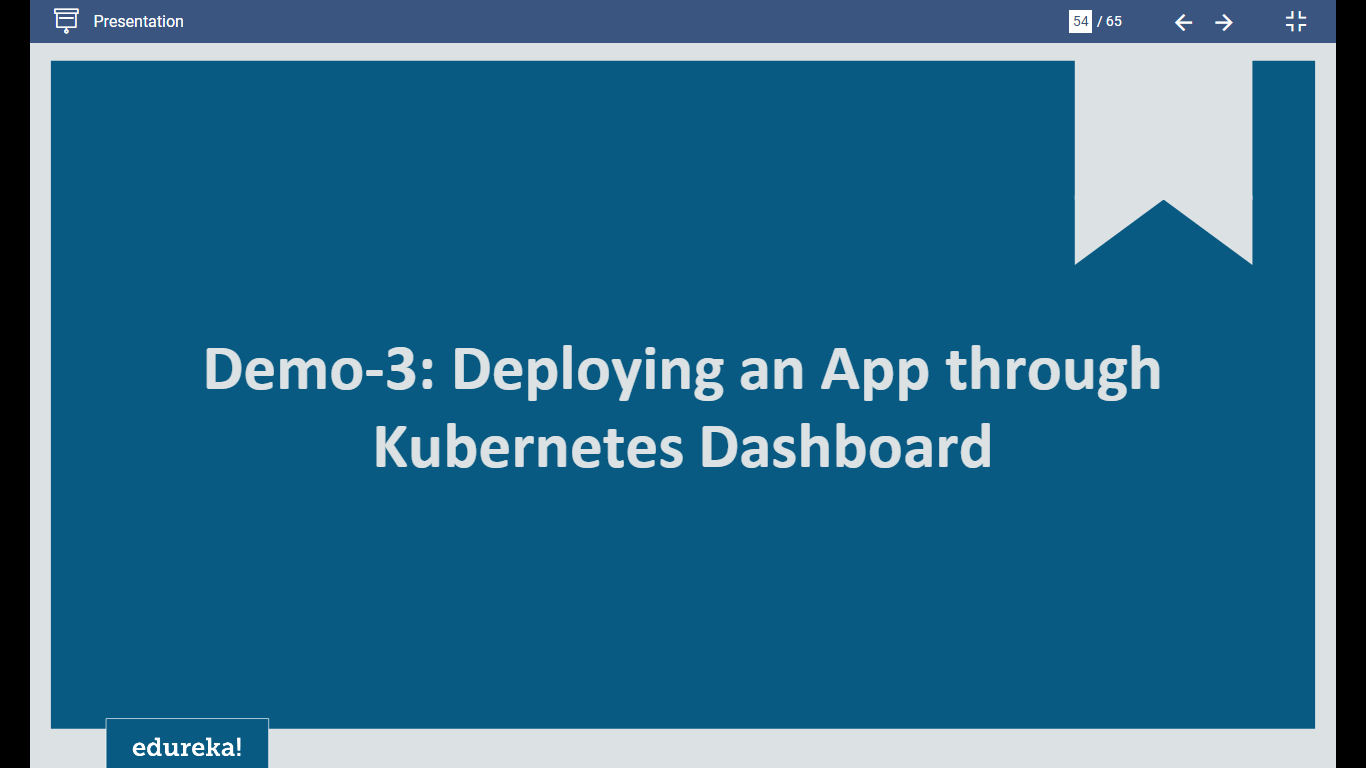 Presentation
54 / 65
Demo-3: Deploying an App through
Kubernetes Dashboard
edureka!